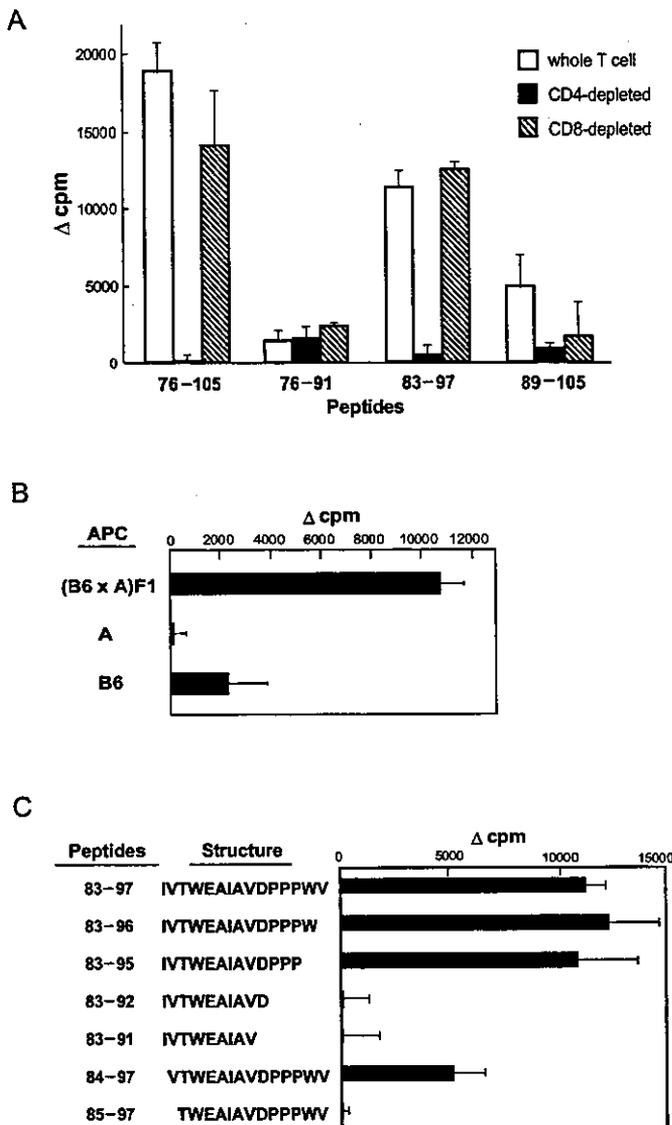 A
20000
15000
10000
5000
0
Δ cpm
whole T cell
CD4-depleted
CD8-depleted
76–105 76–91 83–97 89–105
Peptides
B
Δ cpm
APC
0 2000 4000 6000 8000 10000 12000
(B6 x A)F1
A
B6
C
Δ cpm
Peptides Structure
0 5000 10000 15000
83–97 IVTWEAIAVDPPPWV
83–96 IVTWEAIAVDPPPW
83–95 IVTWEAIAVDPPP
83–92 IVTWEAIAVD
83–91 IVTWEAIAV
84–97 VTWEAIAVDPPPWV
85–97 TWEAIAVDPPPWV